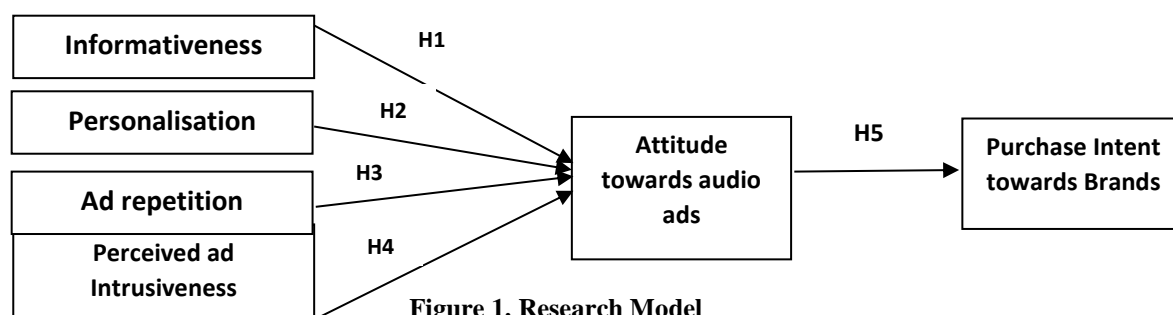 Informativeness
H1
Personalisation
H2
Ad repetition
H3
Perceived ad
Intrusiveness
H4
Attitude
towards audio
ads
H5
Purchase Intent
towards Brands
Figure 1. Research Model